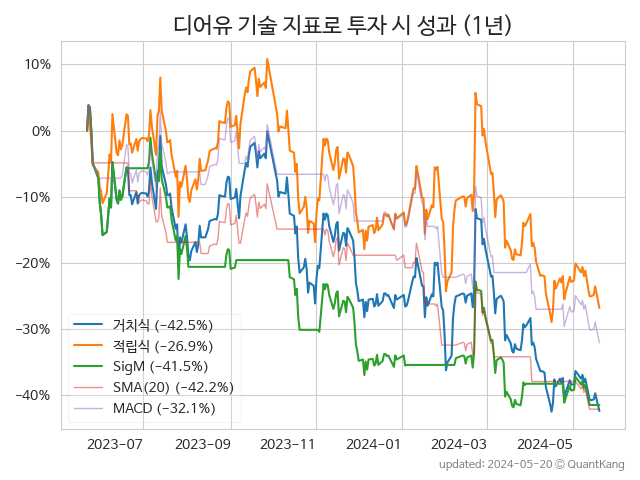 디어유 기술 지표로 투자 시 성과 (1년)
10%
0%
−10%
−20%
−30%
−40%
거치식 (−42.5%)
적립식 (−26.9%)
SigM (−41.5%)
SMA(20) (−42.2%)
MACD (−32.1%)
2023-07 2023-09 2023-11 2024-01 2024-03 2024-05
updated: 2024-05-20 © QuantKang